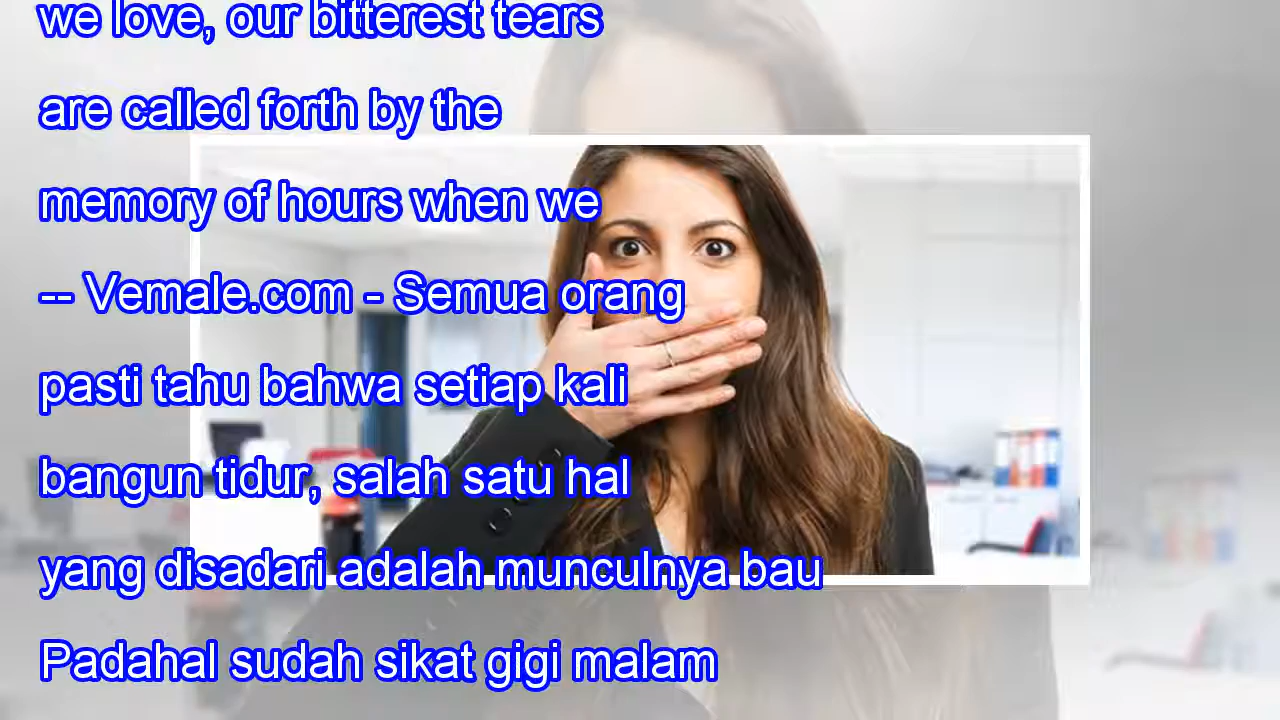 we love, our bitterest tears
are called forth by the
memory of hours when we
-- Vemale.com - Semua orang
pasti tahu bahwa setiap kali
bangun tidur, salah satu hal
yang disadari adalah munculnya bau
Padahal sudah sikat gigi malam